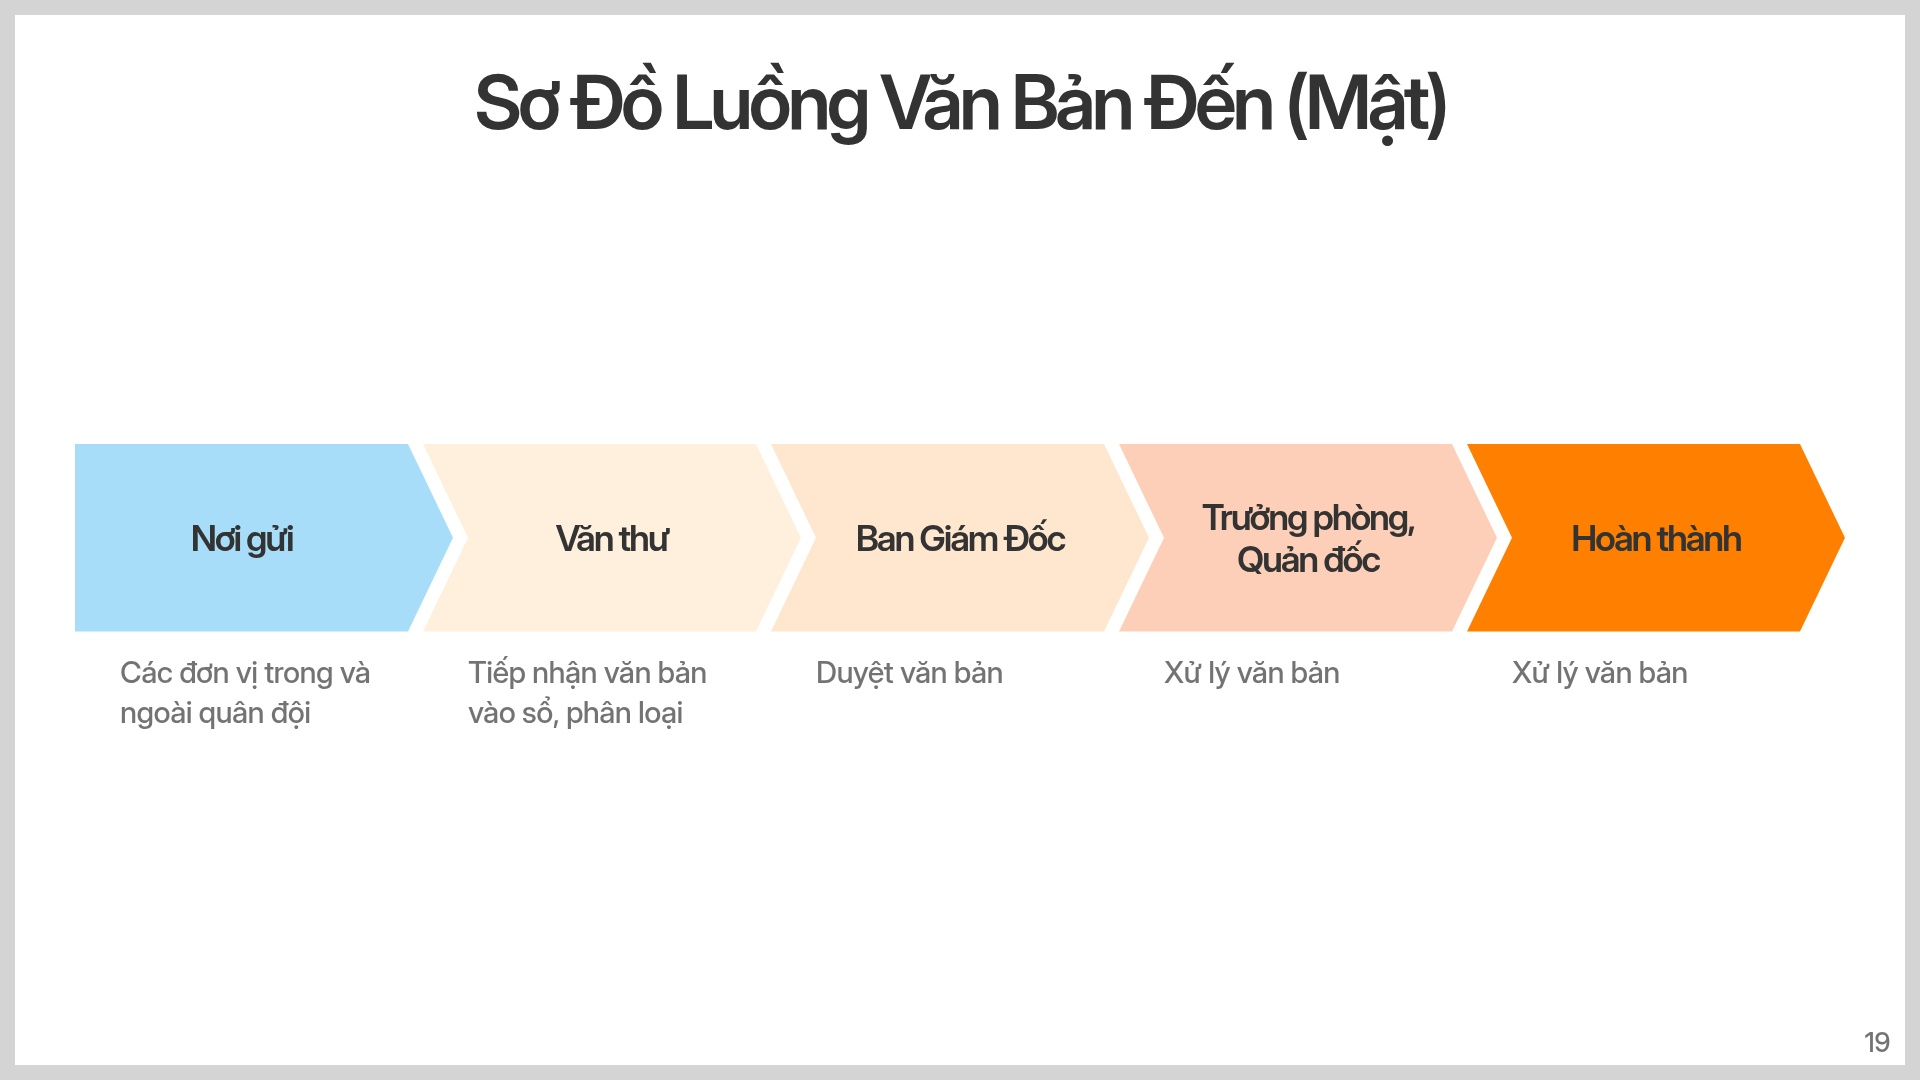 Sơ Đồ Luồng Văn Bản Đến (Mật)
Nơi gửi
Các đơn vị trong và
ngoài quân đội
Văn thư
Tiếp nhận văn bản
vào sổ, phân loại
Ban Giám Đốc
Duyệt văn bản
Trưởng phòng,
Quản đốc
Xử lý văn bản
Hoàn thành
Xử lý văn bản
19